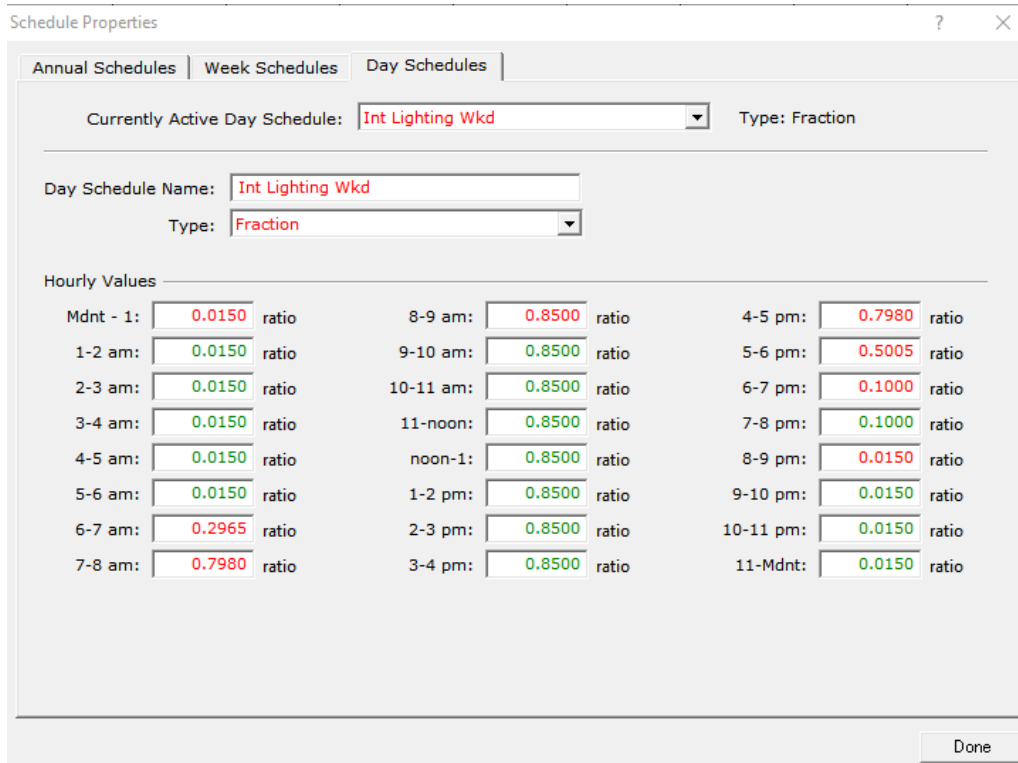 Schedule Properties ?
Annual Schedules Week Schedules Day Schedules
Currently Active Day Schedule: Int Lighting Wkd Type: Fraction
Day Schedule Name: Int Lighting Wkd
Type: Fraction
Hourly Values
Mdnt - 1: 0.0150 ratio 8-9 am: 0.8500 ratio 4-5 pm: 0.7980 ratio
1-2 am: 0.0150 ratio 9-10 am: 0.8500 ratio 5-6 pm: 0.5005 ratio
2-3 am: 0.0150 ratio 10-11 am: 0.8500 ratio 6-7 pm: 0.1000 ratio
3-4 am: 0.0150 ratio 11-noon: 0.8500 ratio 7-8 pm: 0.1000 ratio
4-5 am: 0.0150 ratio noon-1: 0.8500 ratio 8-9 pm: 0.0150 ratio
5-6 am: 0.0150 ratio 1-2 pm: 0.8500 ratio 9-10 pm: 0.0150 ratio
6-7 am: 0.2965 ratio 2-3 pm: 0.8500 ratio 10-11 pm: 0.0150 ratio
7-8 am: 0.7980 ratio 3-4 pm: 0.8500 ratio 11-Mdnt: 0.0150 ratio
Done